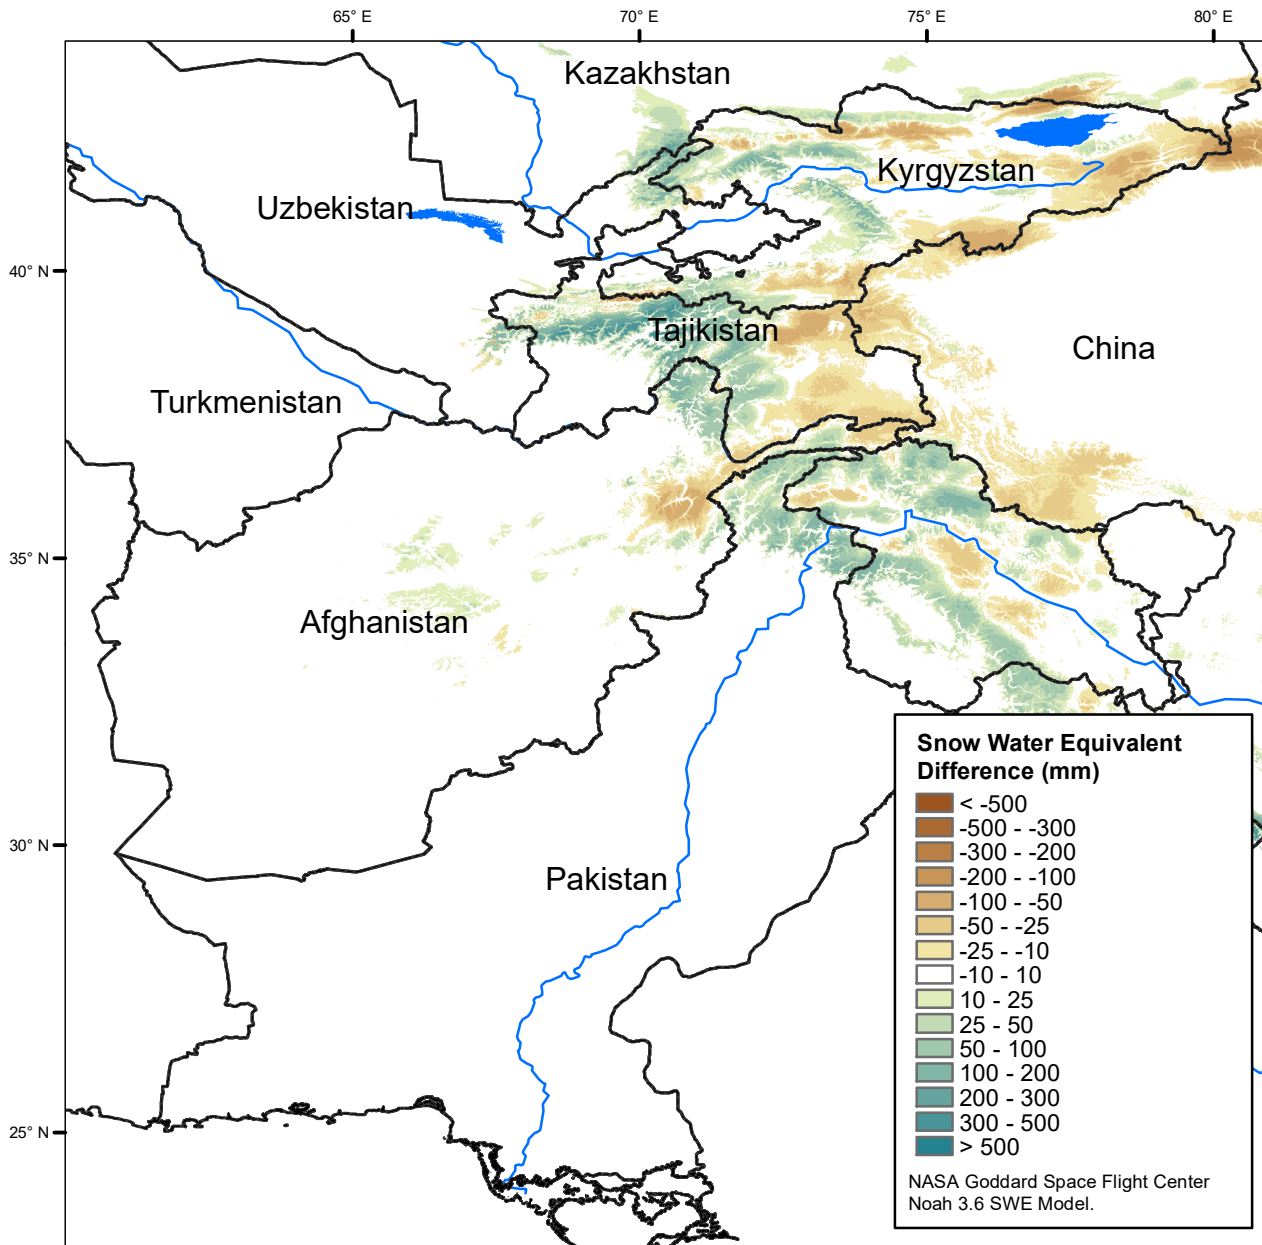 65° E
70° E
75° E
80° E
Kazakhstan
Kyrgyzstan
Uzbekistan
40° N
Tajikistan
China
Turkmenistan
35° N
Afghanistan
Snow Water Equivalent
Difference (mm)
< -500
-500 - -300
-300 - -200
-200 - -100
-100 - -50
-50 - -25
-25 - -10
-10 - 10
10 - 25
25 - 50
50 - 100
100 - 200
200 - 300
300 - 500
> 500
NASA Goddard Space Flight Center
Noah 3.6 SWE Model.
30° N
Pakistan
25° N